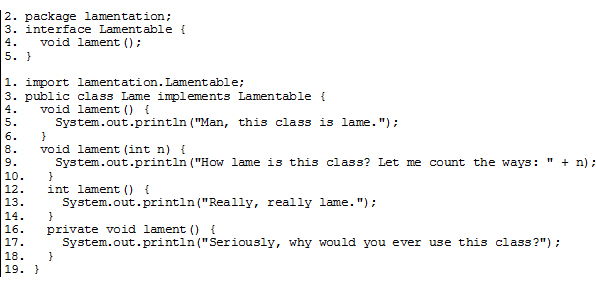 2. package lamentation;
3. interface Lamentable {
4.   void lament();
5. }
1. import lamentation.Lamentable;
3. public class Lame implements Lamentable {
4.   void lament() {
5.     System.out.println("Man, this class is lame.");
6.   }
8.   void lament(int n) {
9.     System.out.println("How lame is this class? Let me count the ways: " + n);
10.   }
12.   int lament() {
13.     System.out.println("Really, really lame.");
14.   }
16.   private void lament() {
17.     System.out.println("Seriously, why would you ever use this class?");
18.   }
19. }